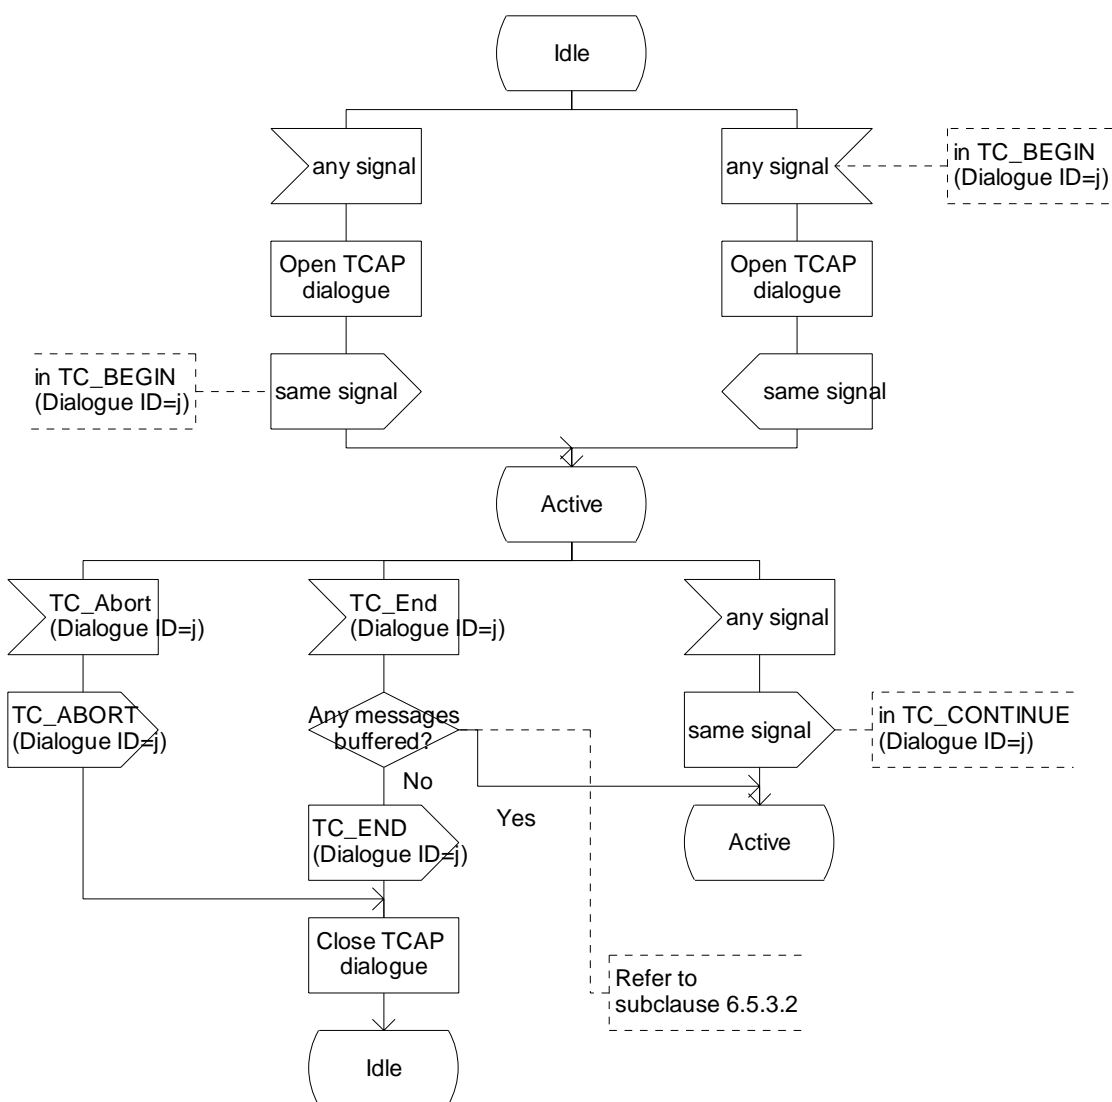 Idle
any signal
any signal
in TC_BEGIN
(Dialogue ID=j)
Open TCAP
dialogue
Open TCAP
dialogue
in TC_BEGIN
(Dialogue ID=j)
same signal
same signal
Active
TC_Abort
(Dialogue ID=j)
TC_End
(Dialogue ID=j)
any signal
TC_ABORT
(Dialogue ID=j)
Any messages
buffered?
same signal
in TC_CONTINUE
(Dialogue ID=j)
No
Yes
TC_END
(Dialogue ID=j)
Active
Close TCAP
dialogue
Refer to
subclause 6.5.3.2
Idle